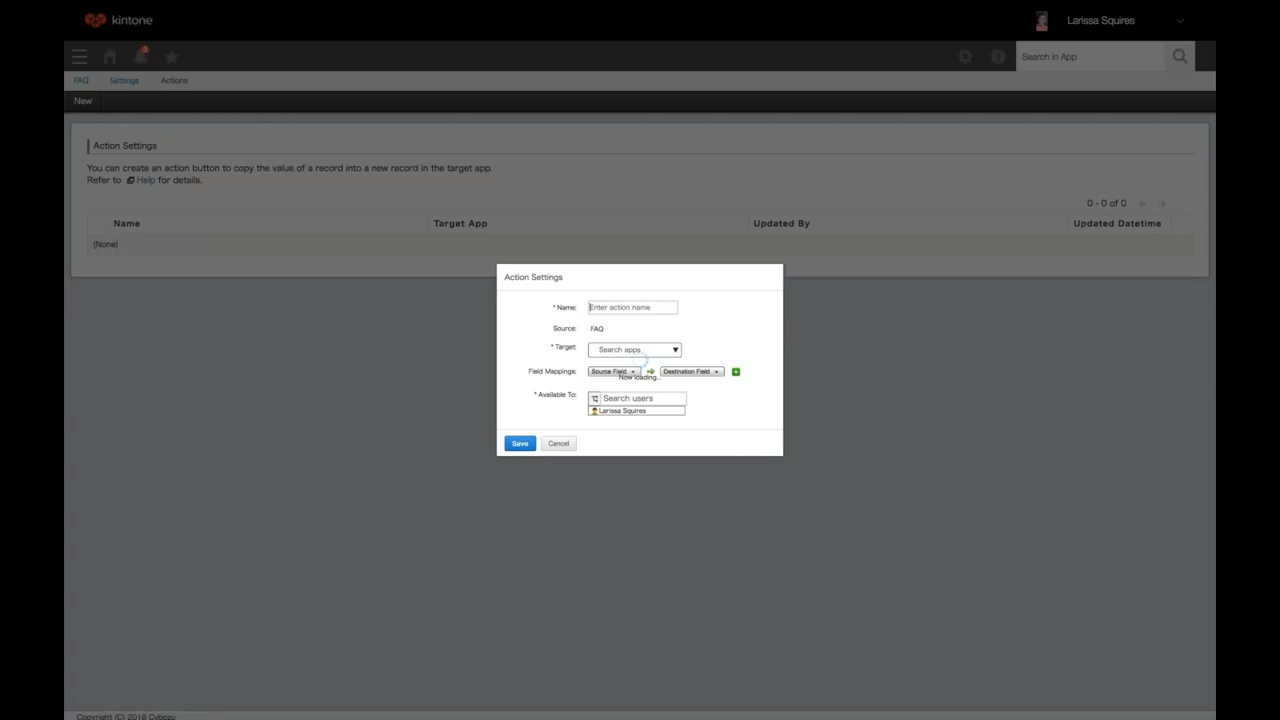 kintone
Larissa Squires
Search in App
FAQ Settings Actions
New
Action Settings
You can create an action button to copy the value of a record into a new record in the target app.
Refer to Help for details.
0 - 0 of 0
Name Target App Updated By Updated Datetime
(None)
Action Settings
* Name: Enter action name
Source: FAQ
* Target: Search apps
Field Mappings: Source Field Destination Field
Now loading...
* Available To: Search users
Larissa Squires
Save Cancel
Copyright (C) 2018 Cybozu